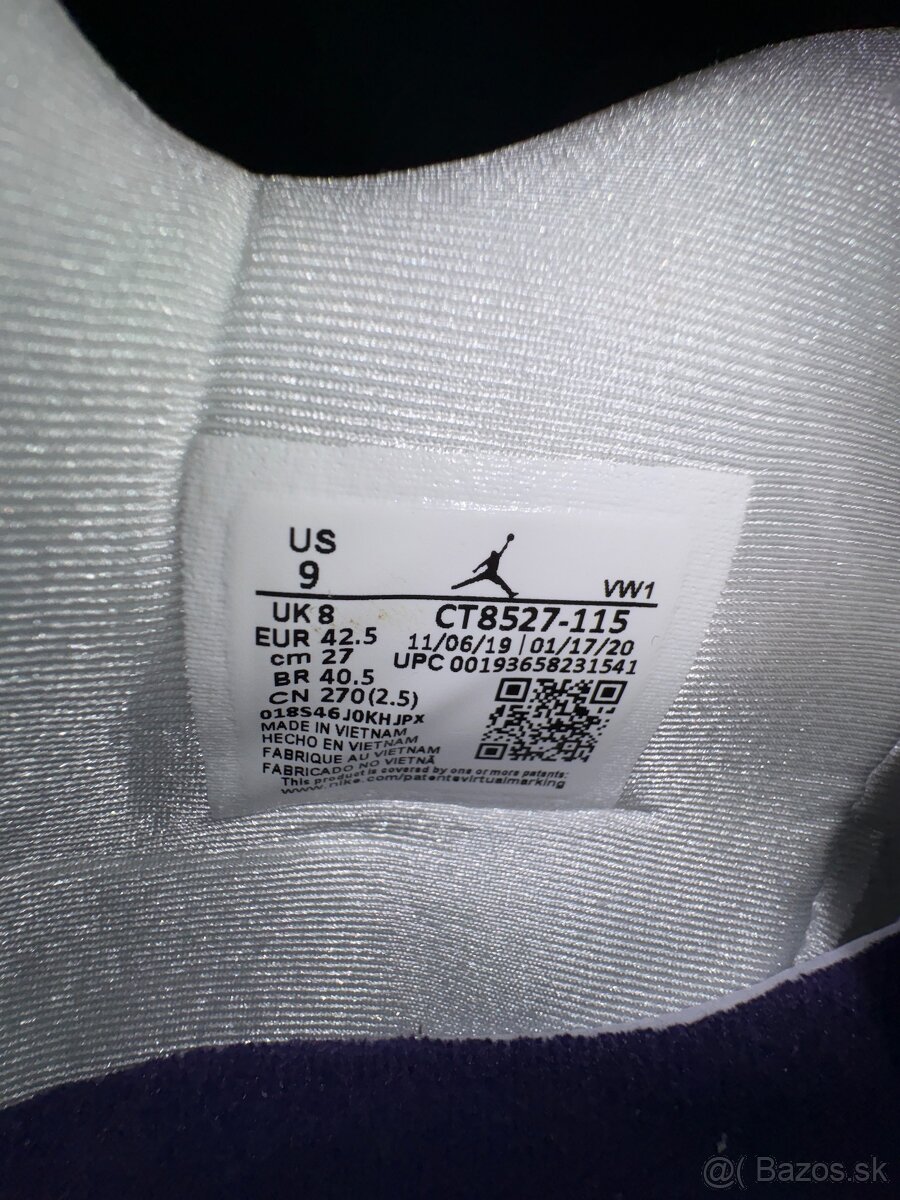 US
9
VW1
UK 8
CT8527-115
EUR 42.5
11/06/19 | 01/17/20
cm 27
UPC 00193658231541
BR 40.5
CN 270(2.5)
018S46J0KHJPX
MADE IN VIETNAM
HECHO EN VIETNAM
FABRIQUE AU VIETNAM
FABRICADO NO VIETNÃ
This product is covered by one or more patents:
www.nike.com/patentsvirtualmarking
@( Bazos.sk